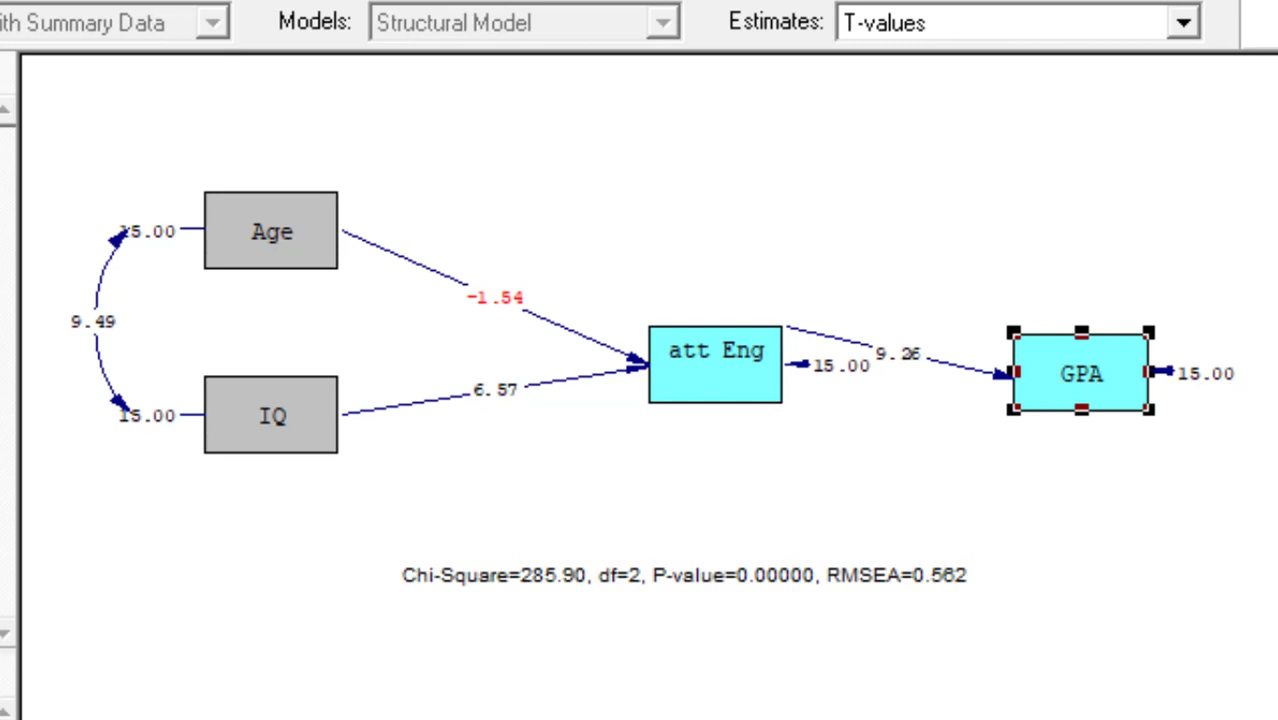 ith Summary Data Models: Structural Model Estimates: T-values
15.00 Age
-1.54
9.49
att Eng 15.00 9.26 GPA 15.00
6.57
15.00 IQ
Chi-Square=285.90, df=2, P-value=0.00000, RMSEA=0.562